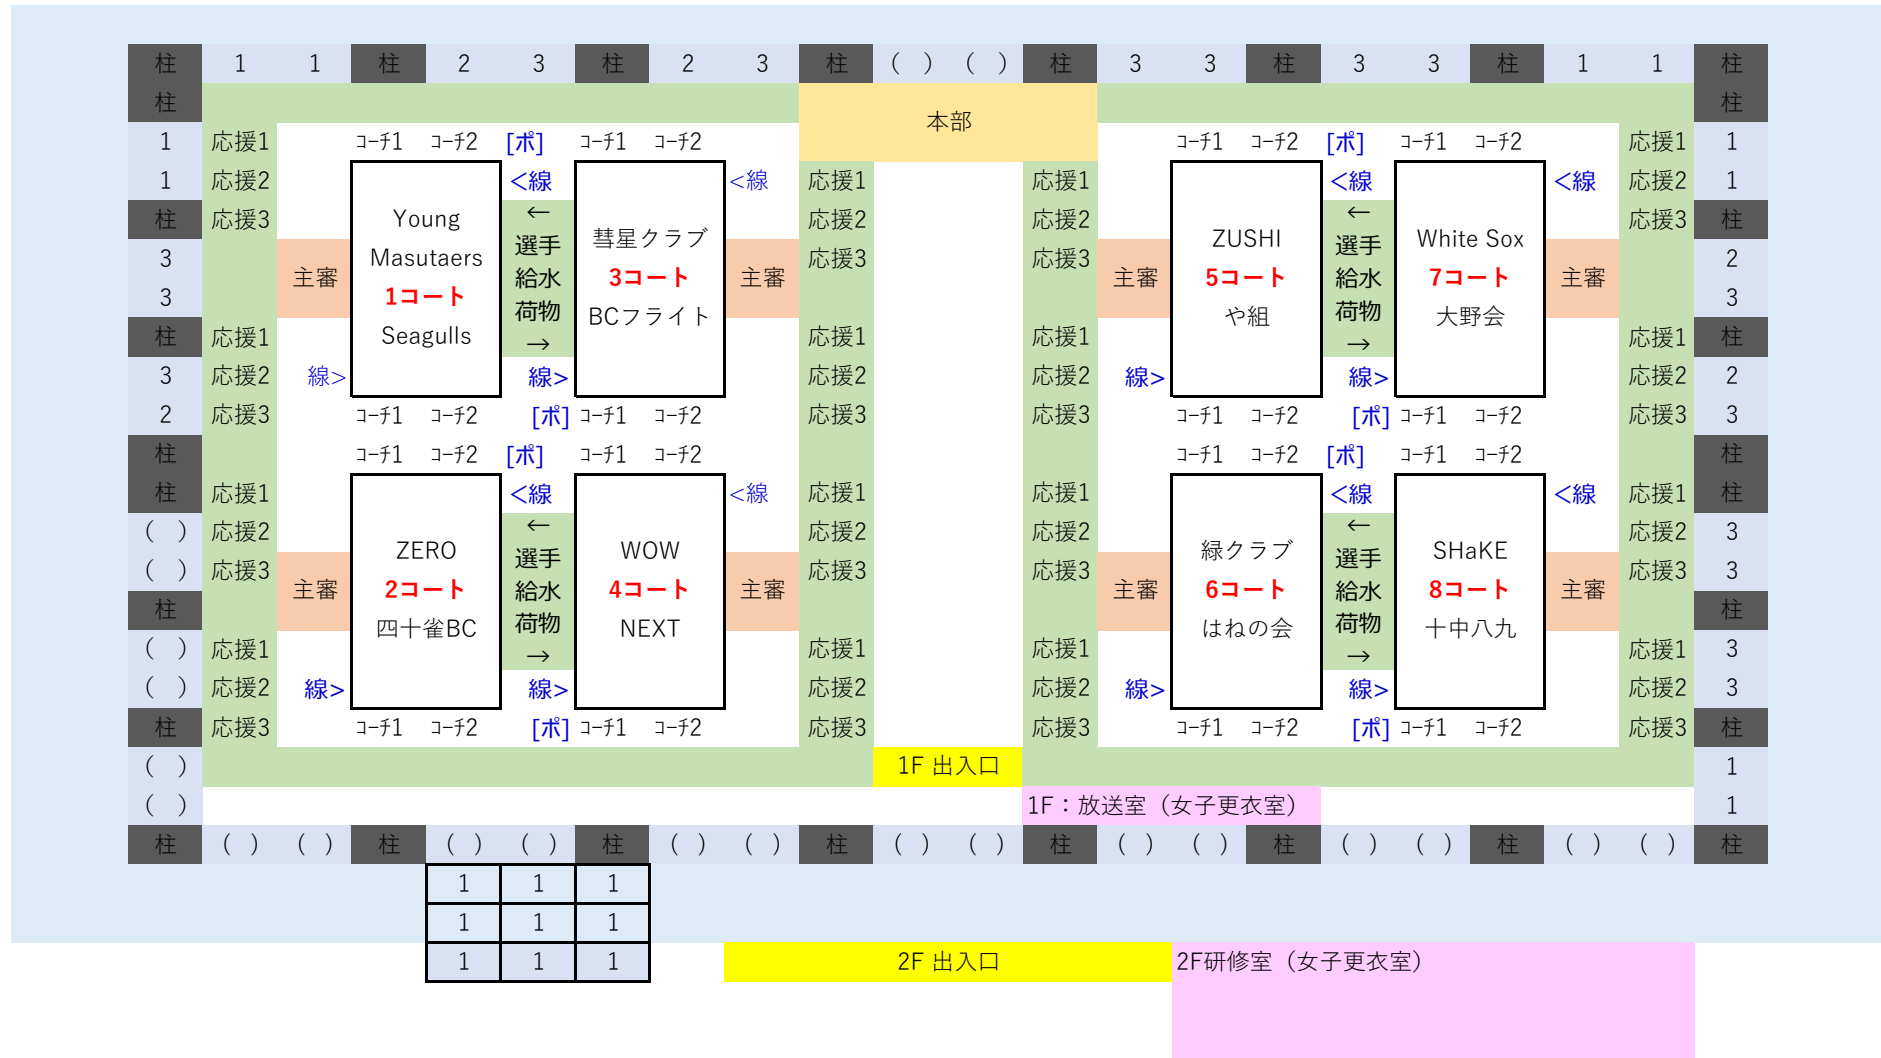 柱 1 1 柱 2 3 柱 2 3 柱 ( ) ( ) 柱 3 3 柱 3 3 柱 1 1 柱
柱 柱
本部
1 応援1 ｺｰﾁ1 ｺｰﾁ2 [ポ] ｺｰﾁ1 ｺｰﾁ2 ｺｰﾁ1 ｺｰﾁ2 [ポ] ｺｰﾁ1 ｺｰﾁ2 応援1 1
1 応援2 <線 <線 応援1 応援1 <線 <線 応援2 1
柱 応援3 ← 応援2 応援2 ← 応援3 柱
Young
Masutaers
1コート
Seagulls
選手
給水
荷物
→
彗星クラブ
3コート
BCフライト
ZUSHI
5コート
や組
選手
給水
荷物
→
White Sox
7コート
大野会
3 応援3 応援3 2
主審 主審 主審 主審
3 3
柱 応援1 応援1 応援1 応援1 柱
3 応援2 線> 線> 応援2 応援2 線> 線> 応援2 2
2 応援3 ｺｰﾁ1 ｺｰﾁ2 [ポ] ｺｰﾁ1 ｺｰﾁ2 応援3 応援3 ｺｰﾁ1 ｺｰﾁ2 [ポ] ｺｰﾁ1 ｺｰﾁ2 応援3 3
柱 ｺｰﾁ1 ｺｰﾁ2 [ポ] ｺｰﾁ1 ｺｰﾁ2 ｺｰﾁ1 ｺｰﾁ2 [ポ] ｺｰﾁ1 ｺｰﾁ2 柱
柱 応援1 <線 <線 応援1 応援1 <線 <線 応援1 柱
( ) 応援2 ← 応援2 応援2 ← 応援2 3
( ) 応援3 応援3 応援3 応援3 3
ZERO
2コート
四十雀BC
選手
給水
荷物
→
WOW
4コート
NEXT
緑クラブ
6コート
はねの会
選手
給水
荷物
→
SHaKE
8コート
十中八九
主審 主審 主審 主審
柱 柱
( ) 応援1 応援1 応援1 応援1 3
( ) 応援2 線> 線> 応援2 応援2 線> 線> 応援2 3
柱 応援3 ｺｰﾁ1 ｺｰﾁ2 [ポ] ｺｰﾁ1 ｺｰﾁ2 応援3 応援3 ｺｰﾁ1 ｺｰﾁ2 [ポ] ｺｰﾁ1 ｺｰﾁ2 応援3 柱
( ) 1F 出入口 1
( ) 1F：放送室（女子更衣室） 1
柱 ( ) ( ) 柱 ( ) ( ) 柱 ( ) ( ) 柱 ( ) ( ) 柱 ( ) ( ) 柱 ( ) ( ) 柱 ( ) ( ) 柱
1 1 1
1 1 1
1 1 1 2F 出入口 2F研修室（女子更衣室）